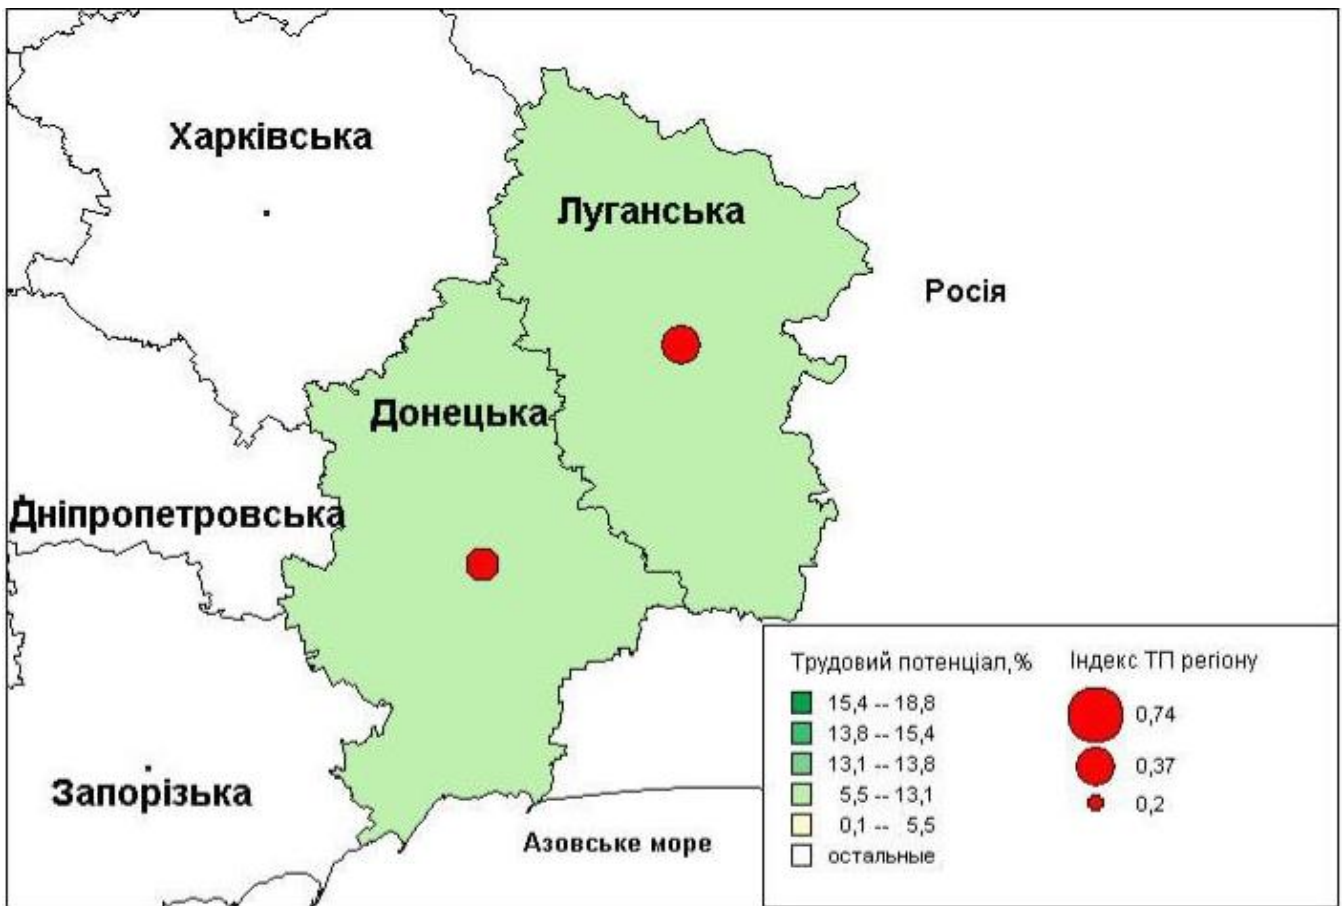 Харківська
Луганська
Росія
Донецька
Дніпропетровська
Запорізька
Азовське море
Трудовий потенціал,%
15,4 -- 18,8
13,8 -- 15,4
13,1 -- 13,8
5,5 -- 13,1
0,1 -- 5,5
остальные
Індекс ТП регіону
0,74
0,37
0,2